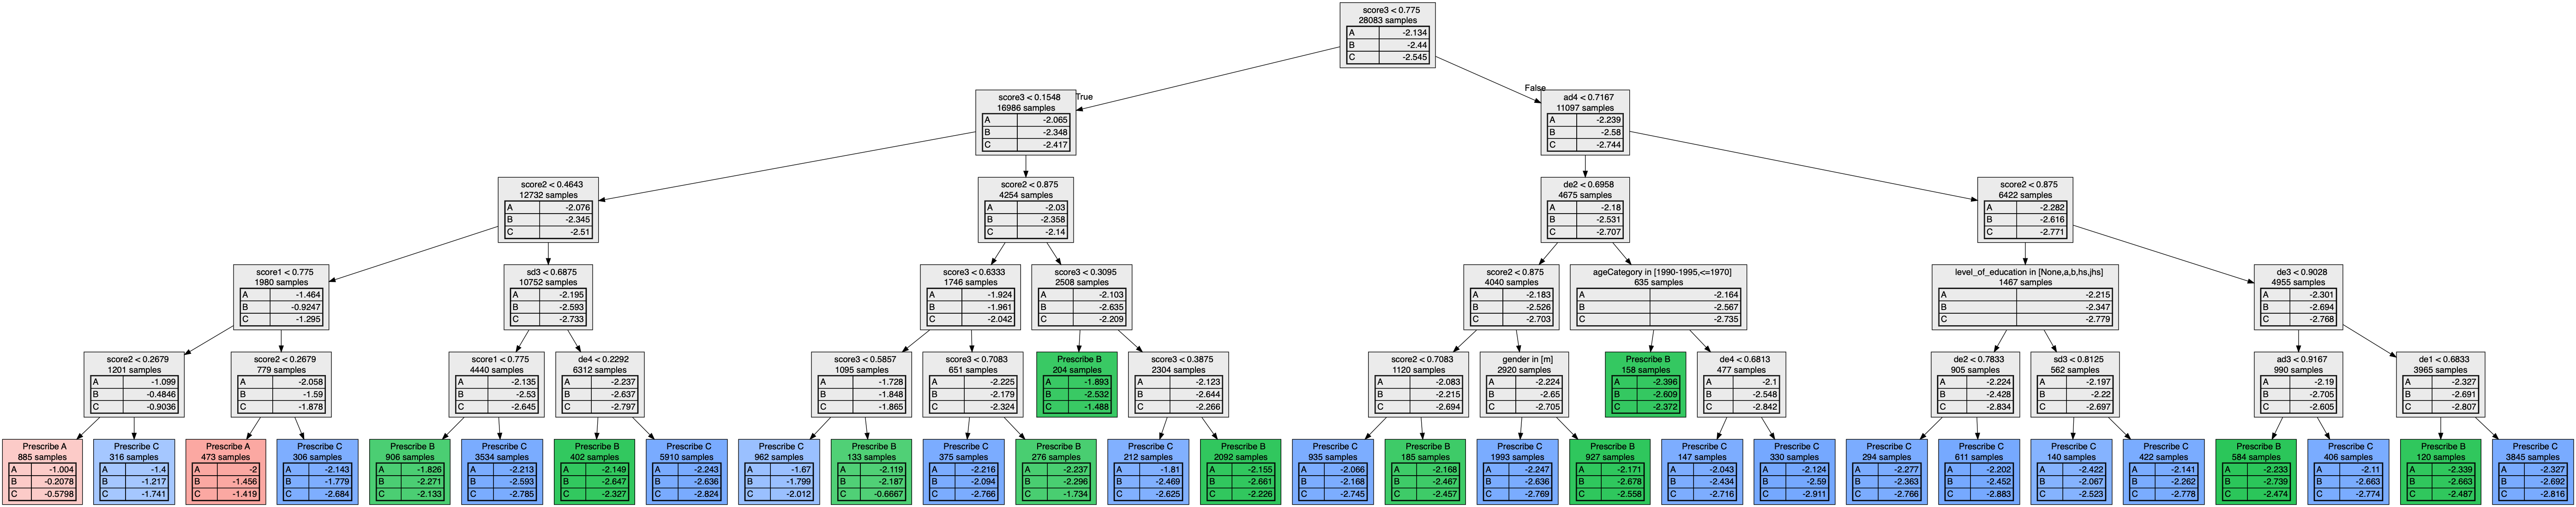 score3 < 0.775
28083 samples
A -2.134
B -2.44
C -2.545
True
False
score3 < 0.1548
16986 samples
A -2.065
B -2.348
C -2.417
ad4 < 0.7167
11097 samples
A -2.239
B -2.58
C -2.744
score2 < 0.4643
12732 samples
A -2.076
B -2.345
C -2.51
score2 < 0.875
4254 samples
A -2.03
B -2.358
C -2.14
de2 < 0.6958
4675 samples
A -2.18
B -2.531
C -2.707
score2 < 0.875
6422 samples
A -2.282
B -2.616
C -2.771
score1 < 0.775
1980 samples
A -1.464
B -0.9247
C -1.295
sd3 < 0.6875
10752 samples
A -2.195
B -2.593
C -2.733
score3 < 0.6333
1746 samples
A -1.924
B -1.961
C -2.042
score3 < 0.3095
2508 samples
A -2.103
B -2.635
C -2.209
score2 < 0.875
4040 samples
A -2.183
B -2.526
C -2.703
ageCategory in [1990-1995,<=1970]
635 samples
A -2.164
B -2.567
C -2.735
level_of_education in [None,a,b,hs,jhs]
1467 samples
A -2.215
B -2.347
C -2.779
de3 < 0.9028
4955 samples
A -2.301
B -2.694
C -2.768
score2 < 0.2679
1201 samples
A -1.099
B -0.4846
C -0.9036
score2 < 0.2679
779 samples
A -2.058
B -1.59
C -1.878
score1 < 0.775
4440 samples
A -2.135
B -2.53
C -2.645
de4 < 0.2292
6312 samples
A -2.237
B -2.637
C -2.797
score3 < 0.5857
1095 samples
A -1.728
B -1.848
C -1.865
score3 < 0.7083
651 samples
A -2.225
B -2.179
C -2.324
Prescribe B
204 samples
A -1.893
B -2.532
C -1.488
score3 < 0.3875
2304 samples
A -2.123
B -2.644
C -2.266
score2 < 0.7083
1120 samples
A -2.083
B -2.215
C -2.694
gender in [m]
2920 samples
A -2.224
B -2.65
C -2.705
Prescribe B
158 samples
A -2.396
B -2.609
C -2.372
de4 < 0.6813
477 samples
A -2.1
B -2.548
C -2.842
de2 < 0.7833
905 samples
A -2.224
B -2.428
C -2.834
sd3 < 0.8125
562 samples
A -2.197
B -2.22
C -2.697
ad3 < 0.9167
990 samples
A -2.19
B -2.705
C -2.605
de1 < 0.6833
3965 samples
A -2.327
B -2.691
C -2.807
Prescribe A
885 samples
A -1.004
B -0.2078
C -0.5798
Prescribe C
316 samples
A -1.4
B -1.217
C -1.741
Prescribe A
473 samples
A -2
B -1.456
C -1.419
Prescribe C
306 samples
A -2.143
B -1.779
C -2.684
Prescribe B
906 samples
A -1.826
B -2.271
C -2.133
Prescribe C
3534 samples
A -2.213
B -2.593
C -2.785
Prescribe B
402 samples
A -2.149
B -2.647
C -2.327
Prescribe C
5910 samples
A -2.243
B -2.636
C -2.824
Prescribe C
962 samples
A -1.67
B -1.799
C -2.012
Prescribe B
133 samples
A -2.119
B -2.187
C -0.6667
Prescribe C
375 samples
A -2.216
B -2.094
C -2.766
Prescribe B
276 samples
A -2.237
B -2.296
C -1.734
Prescribe C
212 samples
A -1.81
B -2.469
C -2.625
Prescribe B
2092 samples
A -2.155
B -2.661
C -2.226
Prescribe C
935 samples
A -2.066
B -2.168
C -2.745
Prescribe B
185 samples
A -2.168
B -2.467
C -2.457
Prescribe C
1993 samples
A -2.247
B -2.636
C -2.769
Prescribe B
927 samples
A -2.171
B -2.678
C -2.558
Prescribe C
147 samples
A -2.043
B -2.434
C -2.716
Prescribe C
330 samples
A -2.124
B -2.59
C -2.911
Prescribe C
294 samples
A -2.277
B -2.363
C -2.766
Prescribe C
611 samples
A -2.202
B -2.452
C -2.883
Prescribe C
140 samples
A -2.422
B -2.067
C -2.523
Prescribe C
422 samples
A -2.141
B -2.262
C -2.778
Prescribe B
584 samples
A -2.233
B -2.739
C -2.474
Prescribe C
406 samples
A -2.11
B -2.663
C -2.774
Prescribe B
120 samples
A -2.339
B -2.663
C -2.487
Prescribe C
3845 samples
A -2.327
B -2.692
C -2.816